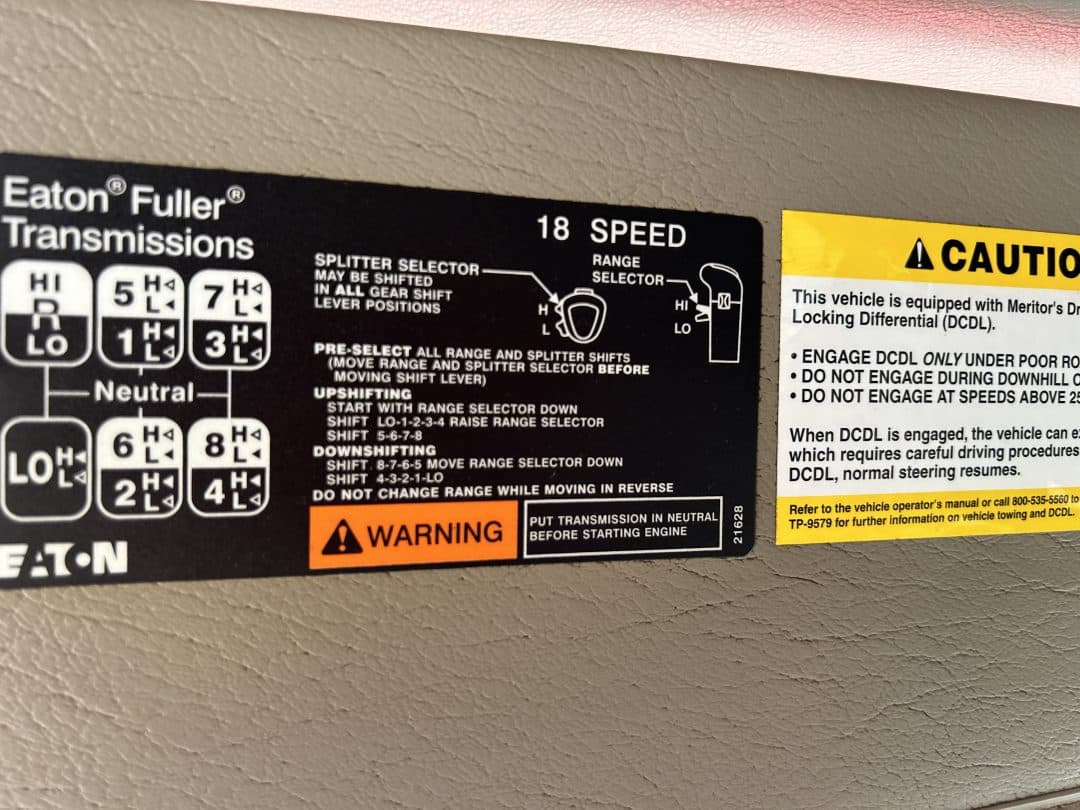 Eaton® Fuller®
Transmissions
HI
R
LO
5 H L
1 H L
7 H L
3 H L
Neutral
LO H L
6 H L
2 H L
8 H L
4 H L
EATON
18 SPEED
SPLITTER SELECTOR
MAY BE SHIFTED
IN ALL GEAR SHIFT
LEVER POSITIONS
H
L
RANGE
SELECTOR
HI
LO
PRE-SELECT ALL RANGE AND SPLITTER SHIFTS
(MOVE RANGE AND SPLITTER SELECTOR BEFORE
MOVING SHIFT LEVER)
UPSHIFTING
START WITH RANGE SELECTOR DOWN
SHIFT LO-1-2-3-4 RAISE RANGE SELECTOR
SHIFT 5-6-7-8
DOWNSHIFTING
SHIFT 8-7-6-5 MOVE RANGE SELECTOR DOWN
SHIFT 4-3-2-1-LO
DO NOT CHANGE RANGE WHILE MOVING IN REVERSE
WARNING
PUT TRANSMISSION IN NEUTRAL
BEFORE STARTING ENGINE
21628
CAUTIO
This vehicle is equipped with Meritor's Dr
Locking Differential (DCDL).
• ENGAGE DCDL ONLY UNDER POOR RO
• DO NOT ENGAGE DURING DOWNHILL
• DO NOT ENGAGE AT SPEEDS ABOVE 25
When DCDL is engaged, the vehicle can
which requires careful driving procedures
DCDL, normal steering resumes.
Refer to the vehicle operator's manual or call 800-535-5560 to
TP-9579 for further information on vehicle towing and DCDL.